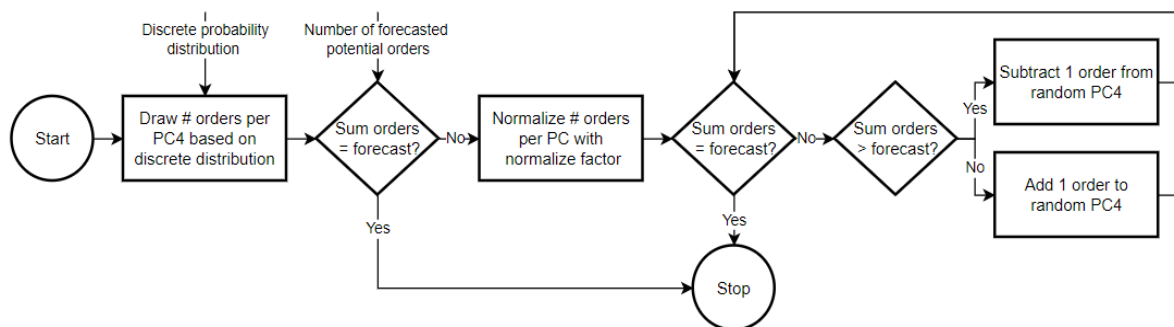 Discrete probability
distribution
Number of forecasted
potential orders
Start
Draw # orders per
PC4 based on
discrete distribution
Sum orders
= forecast?
No
Yes
Normalize # orders
per PC with
normalize factor
Sum orders
= forecast?
No
Yes
Stop
Sum orders
> forecast?
Yes
No
Subtract 1 order from
random PC4
Add 1 order to
random PC4